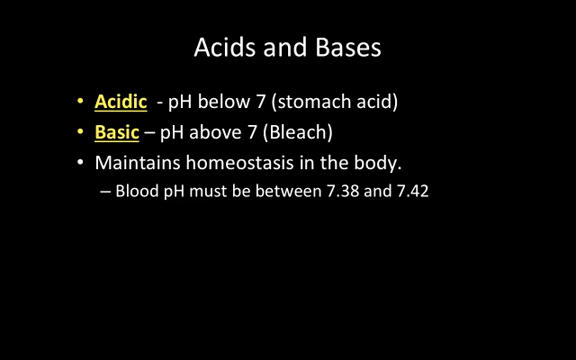 Acids and Bases
• Acidic - pH below 7 (stomach acid)
• Basic – pH above 7 (Bleach)
• Maintains homeostasis in the body.
– Blood pH must be between 7.38 and 7.42